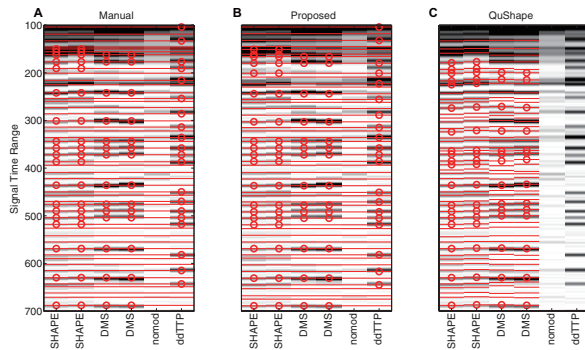 A Manual
B Proposed
C QuShape
Signal Time Range
100
200
300
400
500
600
700
SHAPE
SHAPE
DMS
DMS
nomod
ddTTP
SHAPE
SHAPE
DMS
DMS
nomod
ddTTP
SHAPE
SHAPE
DMS
DMS
nomod
ddTTP